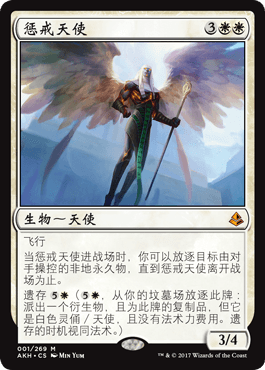 惩戒天使 3
生物～天使
飞行
当惩戒天使进战场时，你可以放逐目标由对
手操控的非地永久物，直到惩戒天使离开战
场为止。
遗存 5（5，从你的坟墓场放逐此牌：
派出一个衍生物，且为此牌的复制品，但它
是白色灵俑／天使，且没有法术力费用。遗
存的时机视同法术。）
3/4
001/269 M
AKH • CS MIN YUM
™ & © 2017 Wizards of the Coast